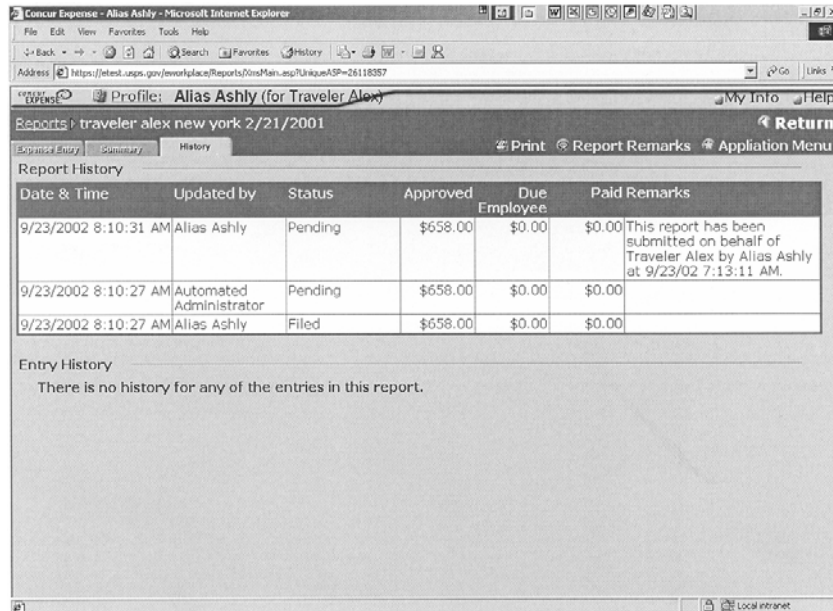 Concur Expense - Alias Ashly - Microsoft Internet Explorer
File Edit View Favorites Tools Help
Back Search Favorites History
Address https://etest.usps.gov/eworkplace/Reports/XmsMain.asp?UniqueASP=26118357 Go Links
CONCUR EXPENSE Profile: Alias Ashly (for Traveler Alex) My Info Help
Reports traveler alex new york 2/21/2001 Return
Expense Entry Summary History Print Report Remarks Appliation Menu
Report History
Date & Time Updated by Status Approved Due Employee Paid Remarks
9/23/2002 8:10:31 AM Alias Ashly Pending $658.00 $0.00 $0.00 This report has been
submitted on behalf of
Traveler Alex by Alias Ashly
at 9/23/02 7:13:11 AM.
9/23/2002 8:10:27 AM Automated Administrator Pending $658.00 $0.00 $0.00
9/23/2002 8:10:27 AM Alias Ashly Filed $658.00 $0.00 $0.00
Entry History
There is no history for any of the entries in this report.
Local intranet